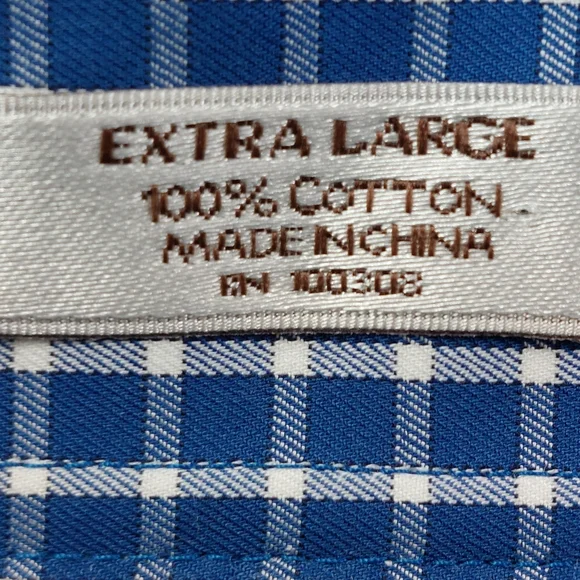 EXTRA LARGE
100% COTTON
MADE IN CHINA
RN 100308